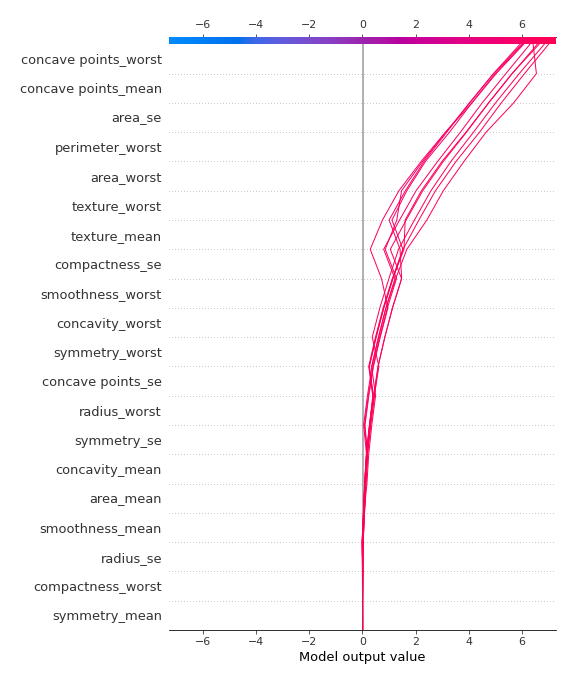 −6 −4 −2 0 2 4 6
concave points_worst
concave points_mean
area_se
perimeter_worst
area_worst
texture_worst
texture_mean
compactness_se
smoothness_worst
concavity_worst
symmetry_worst
concave points_se
radius_worst
symmetry_se
concavity_mean
area_mean
smoothness_mean
radius_se
compactness_worst
symmetry_mean
−6 −4 −2 0 2 4 6
Model output value